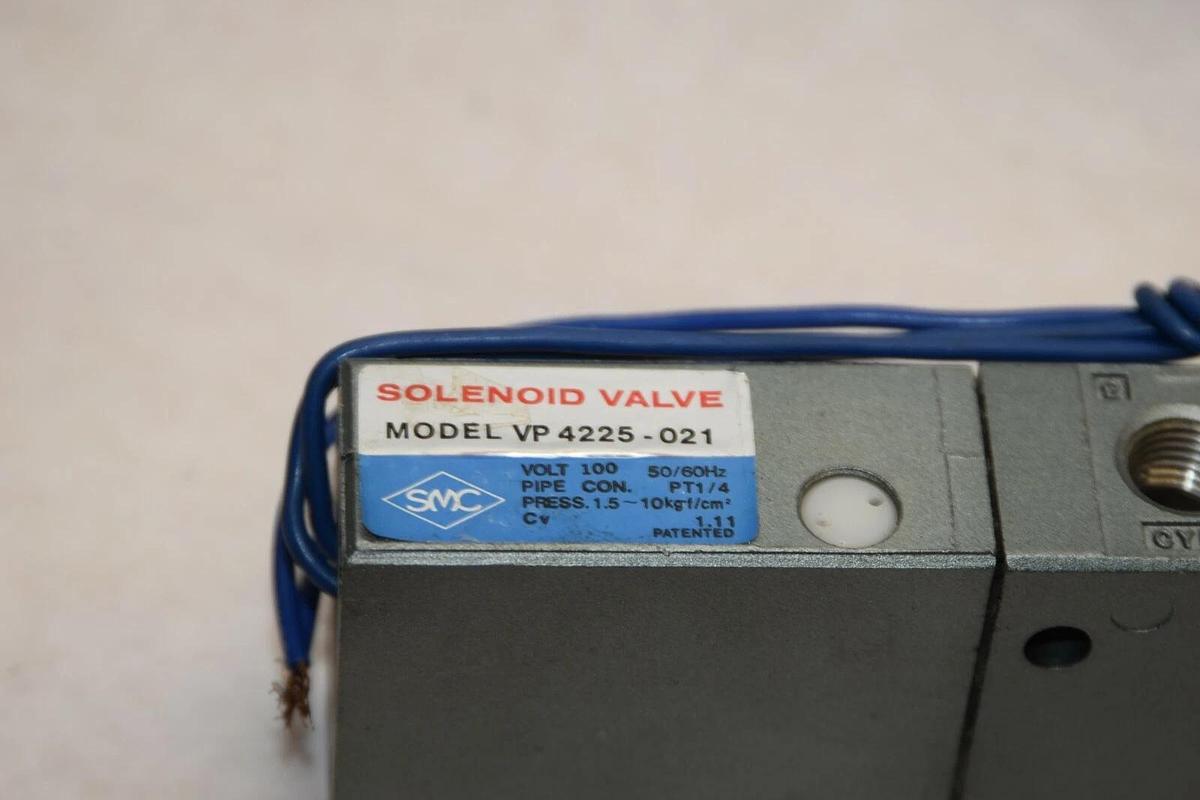 SOLENOID VALVE
MODEL VP 4225-021
SMC
VOLT 100 50/60Hz
PIPE CON. PT1/4
PRESS. 1.5~10kgf/cm²
Cv 1.11
PATENTED